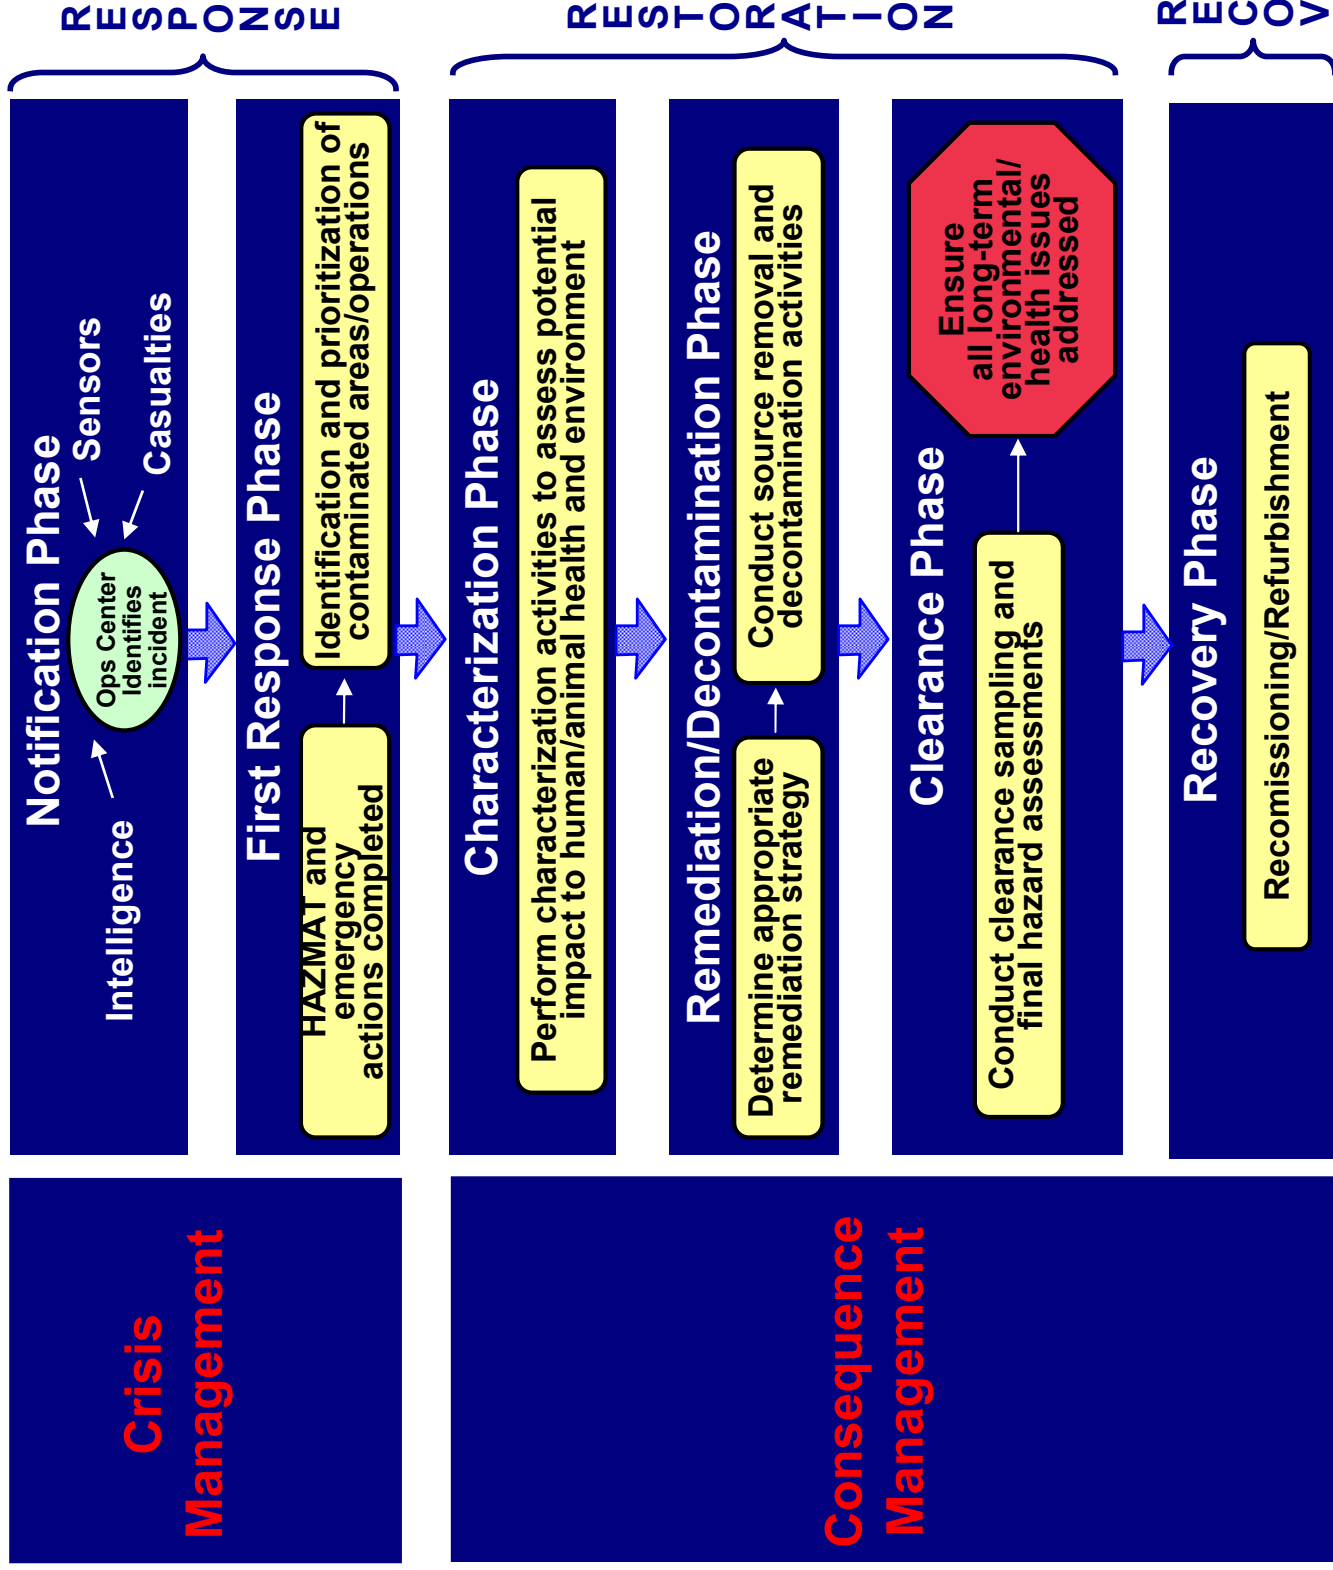 Crisis
Management
Notification Phase
Intelligence
Ops Center
Identifies
incident
Sensors
Casualties
First Response Phase
HAZMAT and
emergency
actions completed
Identification and prioritization of
contaminated areas/operations
RESPONSE
Consequence
Management
Characterization Phase
Perform characterization activities to assess potential
impact to human/animal health and environment
Remediation/Decontamination Phase
Determine appropriate
remediation strategy
Conduct source removal and
decontamination activities
Clearance Phase
Conduct clearance sampling and
final hazard assessments
Ensure
all long-term
environmental/
health issues
addressed
RESTORATION
Recovery Phase
Recomissioning/Refurbishment
RECOV